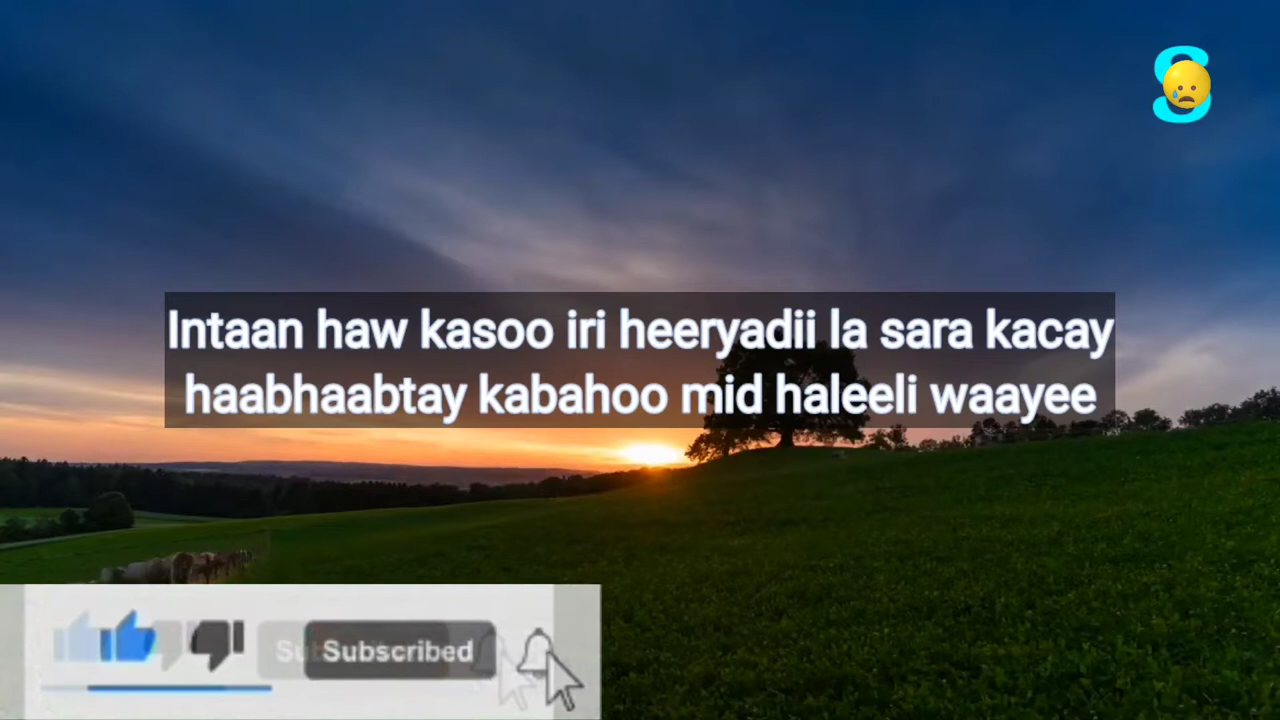 S
Intaan haw kasoo iri heeryadii la sara kacay
haabhaabtay kabahoo mid haleeli waayee
Subscribed